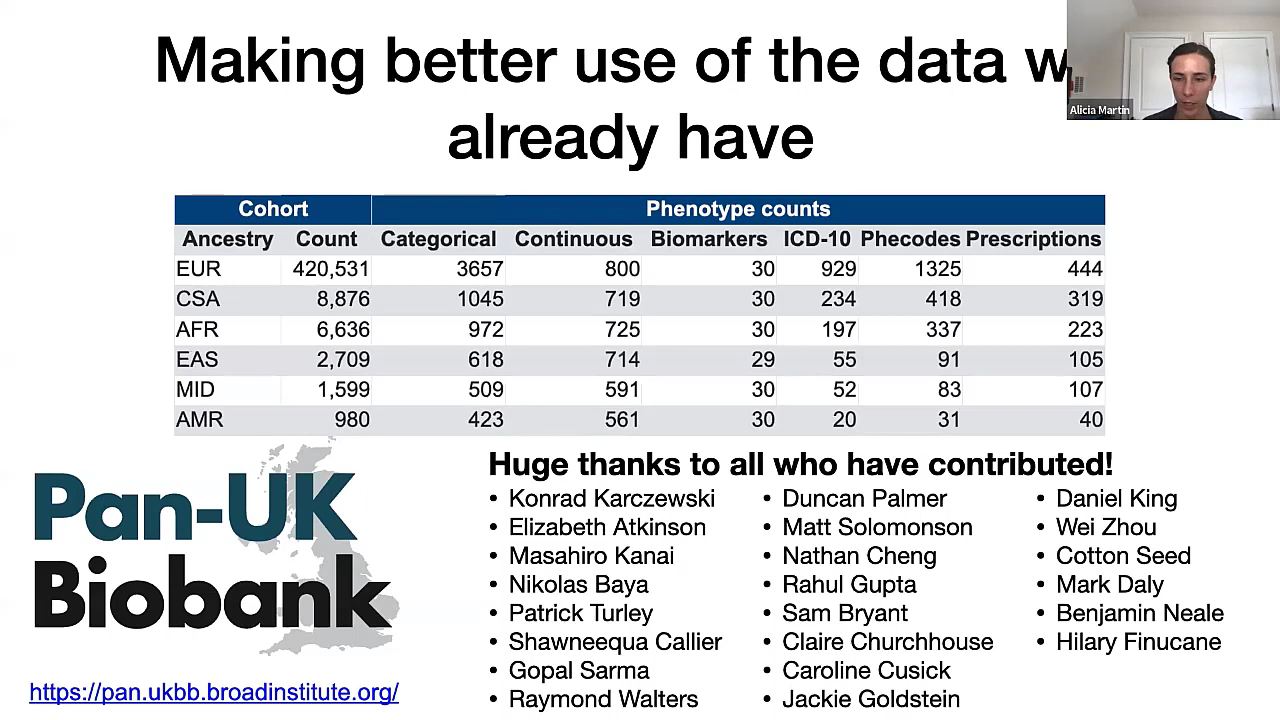 Making better use of the data w
already have
Alicia Martin
Cohort Phenotype counts
Ancestry Count Categorical Continuous Biomarkers ICD-10 Phecodes Prescriptions
EUR 420,531 3657 800 30 929 1325 444
CSA 8,876 1045 719 30 234 418 319
AFR 6,636 972 725 30 197 337 223
EAS 2,709 618 714 29 55 91 105
MID 1,599 509 591 30 52 83 107
AMR 980 423 561 30 20 31 40
Pan-UK
Biobank
https://pan.ukbb.broadinstitute.org/
Huge thanks to all who have contributed!
• Konrad Karczewski
• Elizabeth Atkinson
• Masahiro Kanai
• Nikolas Baya
• Patrick Turley
• Shawneequa Callier
• Gopal Sarma
• Raymond Walters
• Duncan Palmer
• Matt Solomonson
• Nathan Cheng
• Rahul Gupta
• Sam Bryant
• Claire Churchhouse
• Caroline Cusick
• Jackie Goldstein
• Daniel King
• Wei Zhou
• Cotton Seed
• Mark Daly
• Benjamin Neale
• Hilary Finucane